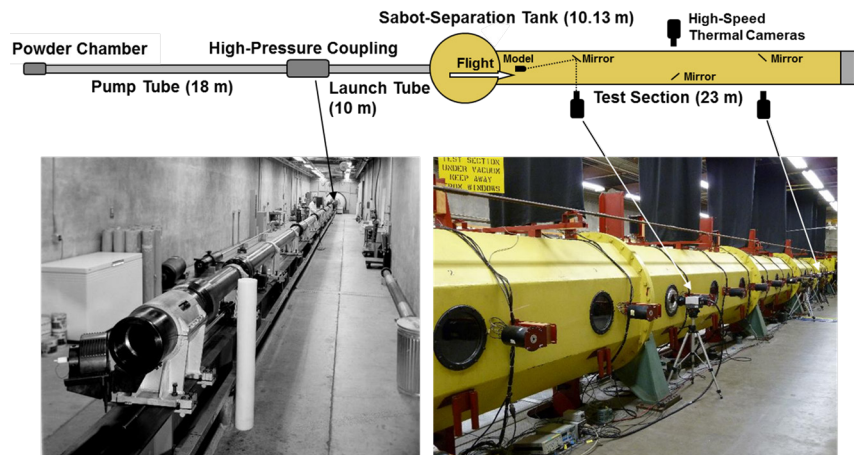 Sabot-Separation Tank (10.13 m)
High-Speed
Thermal Cameras
Powder Chamber
High-Pressure Coupling
Flight
Model
Mirror
Mirror
Mirror
Pump Tube (18 m)
Launch Tube
(10 m)
Test Section (23 m)
TEST SECTION
UNDER VACUUM
KEEP AWAY
FROM WINDOWS